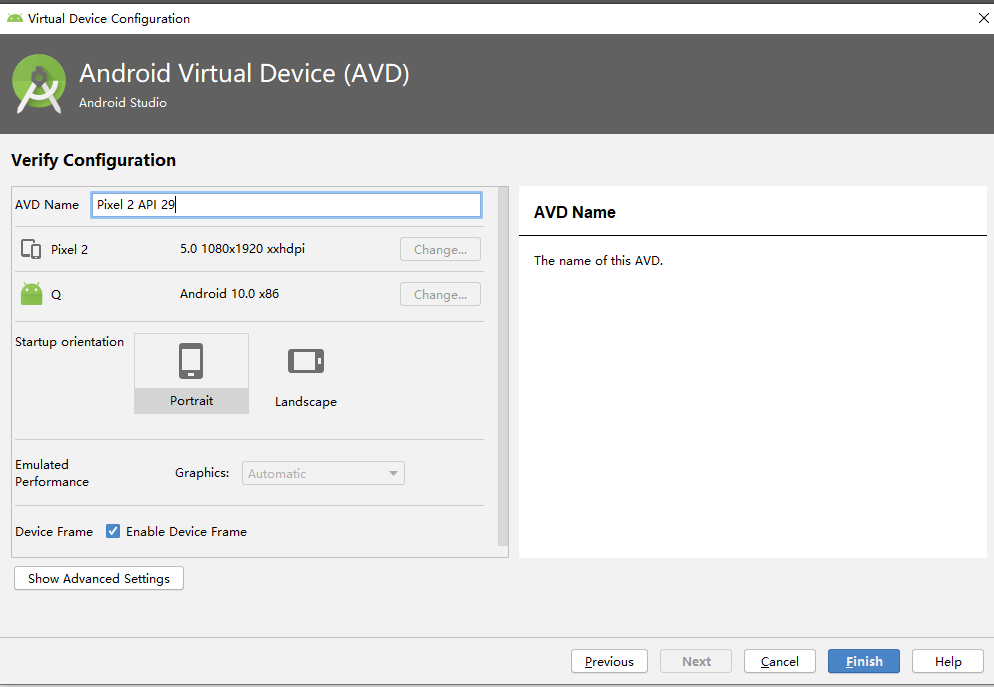 Virtual Device Configuration
Android Virtual Device (AVD)
Android Studio
Verify Configuration
AVD Name Pixel 2 API 29
Pixel 2 5.0 1080x1920 xxhdpi Change...
Q Android 10.0 x86 Change...
Startup orientation
Portrait
Landscape
Emulated
Performance
Graphics: Automatic
Device Frame Enable Device Frame
Show Advanced Settings
AVD Name
The name of this AVD.
Previous Next Cancel Finish Help